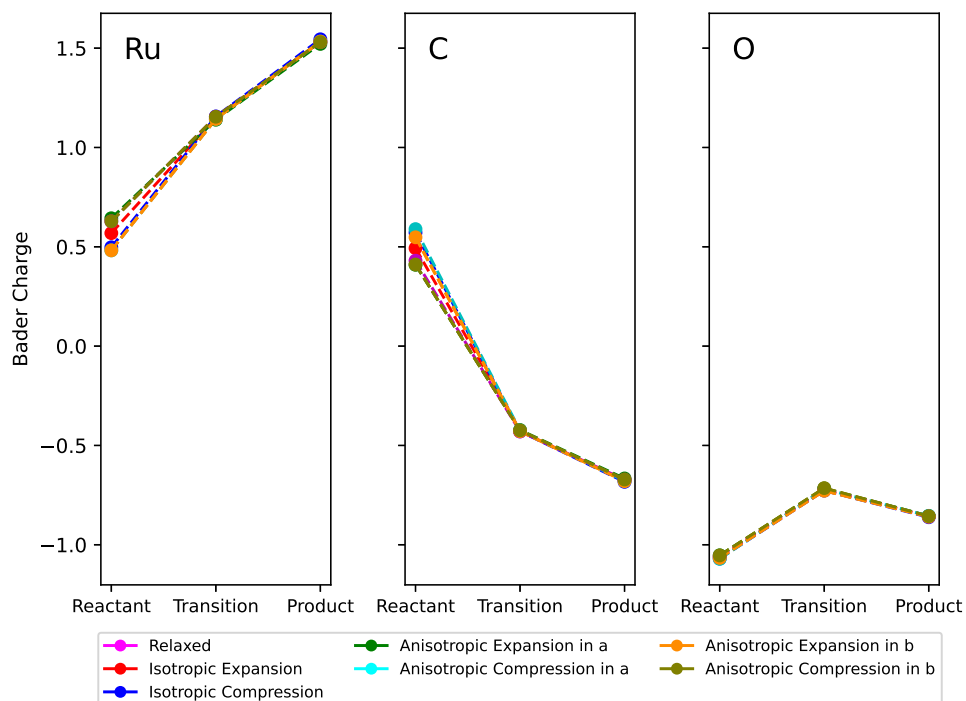 Ru
C
O
Bader Charge
1.5
1.0
0.5
0.0
−0.5
−1.0
Reactant Transition Product
Reactant Transition Product
Reactant Transition Product
Relaxed
Isotropic Expansion
Isotropic Compression
Anisotropic Expansion in a
Anisotropic Compression in a
Anisotropic Expansion in b
Anisotropic Compression in b